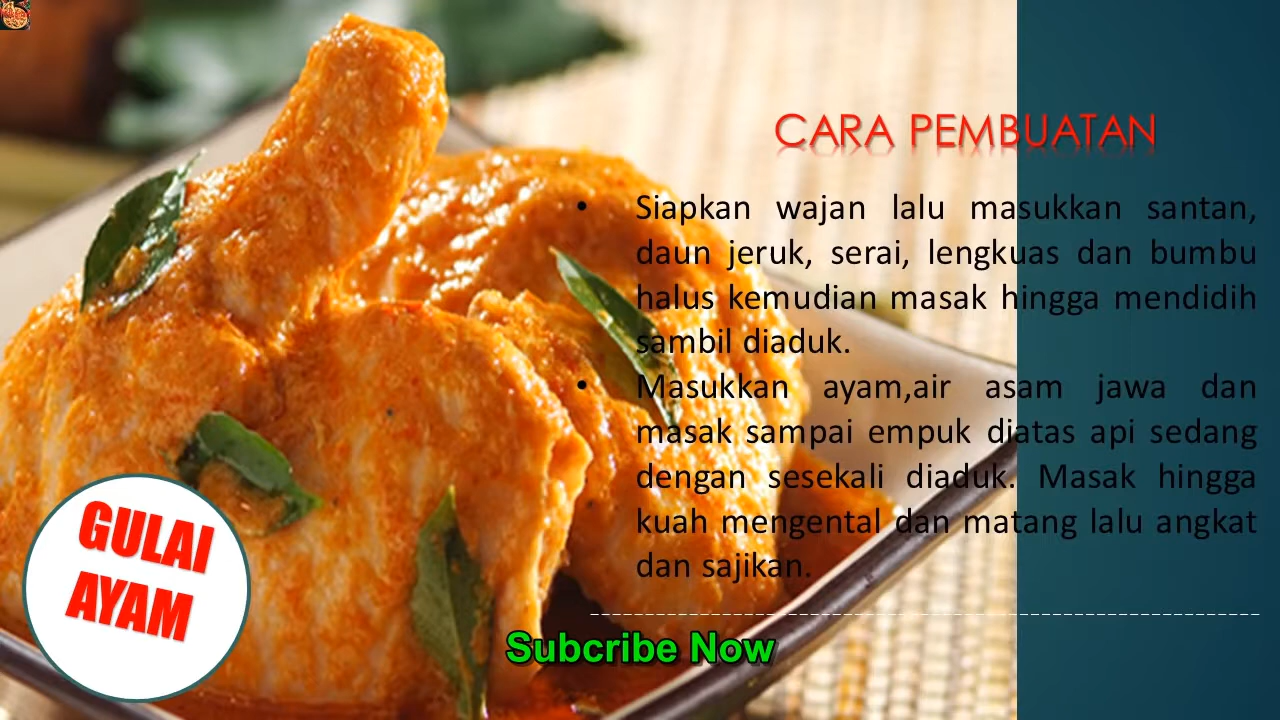 CARA PEMBUATAN
• Siapkan wajan lalu masukkan santan,
daun jeruk, serai, lengkuas dan bumbu
halus kemudian masak hingga mendidih
sambil diaduk.
• Masukkan ayam,air asam jawa dan
masak sampai empuk diatas api sedang
dengan sesekali diaduk. Masak hingga
kuah mengental dan matang lalu angkat
dan sajikan.
GULAI
AYAM
Subcribe Now